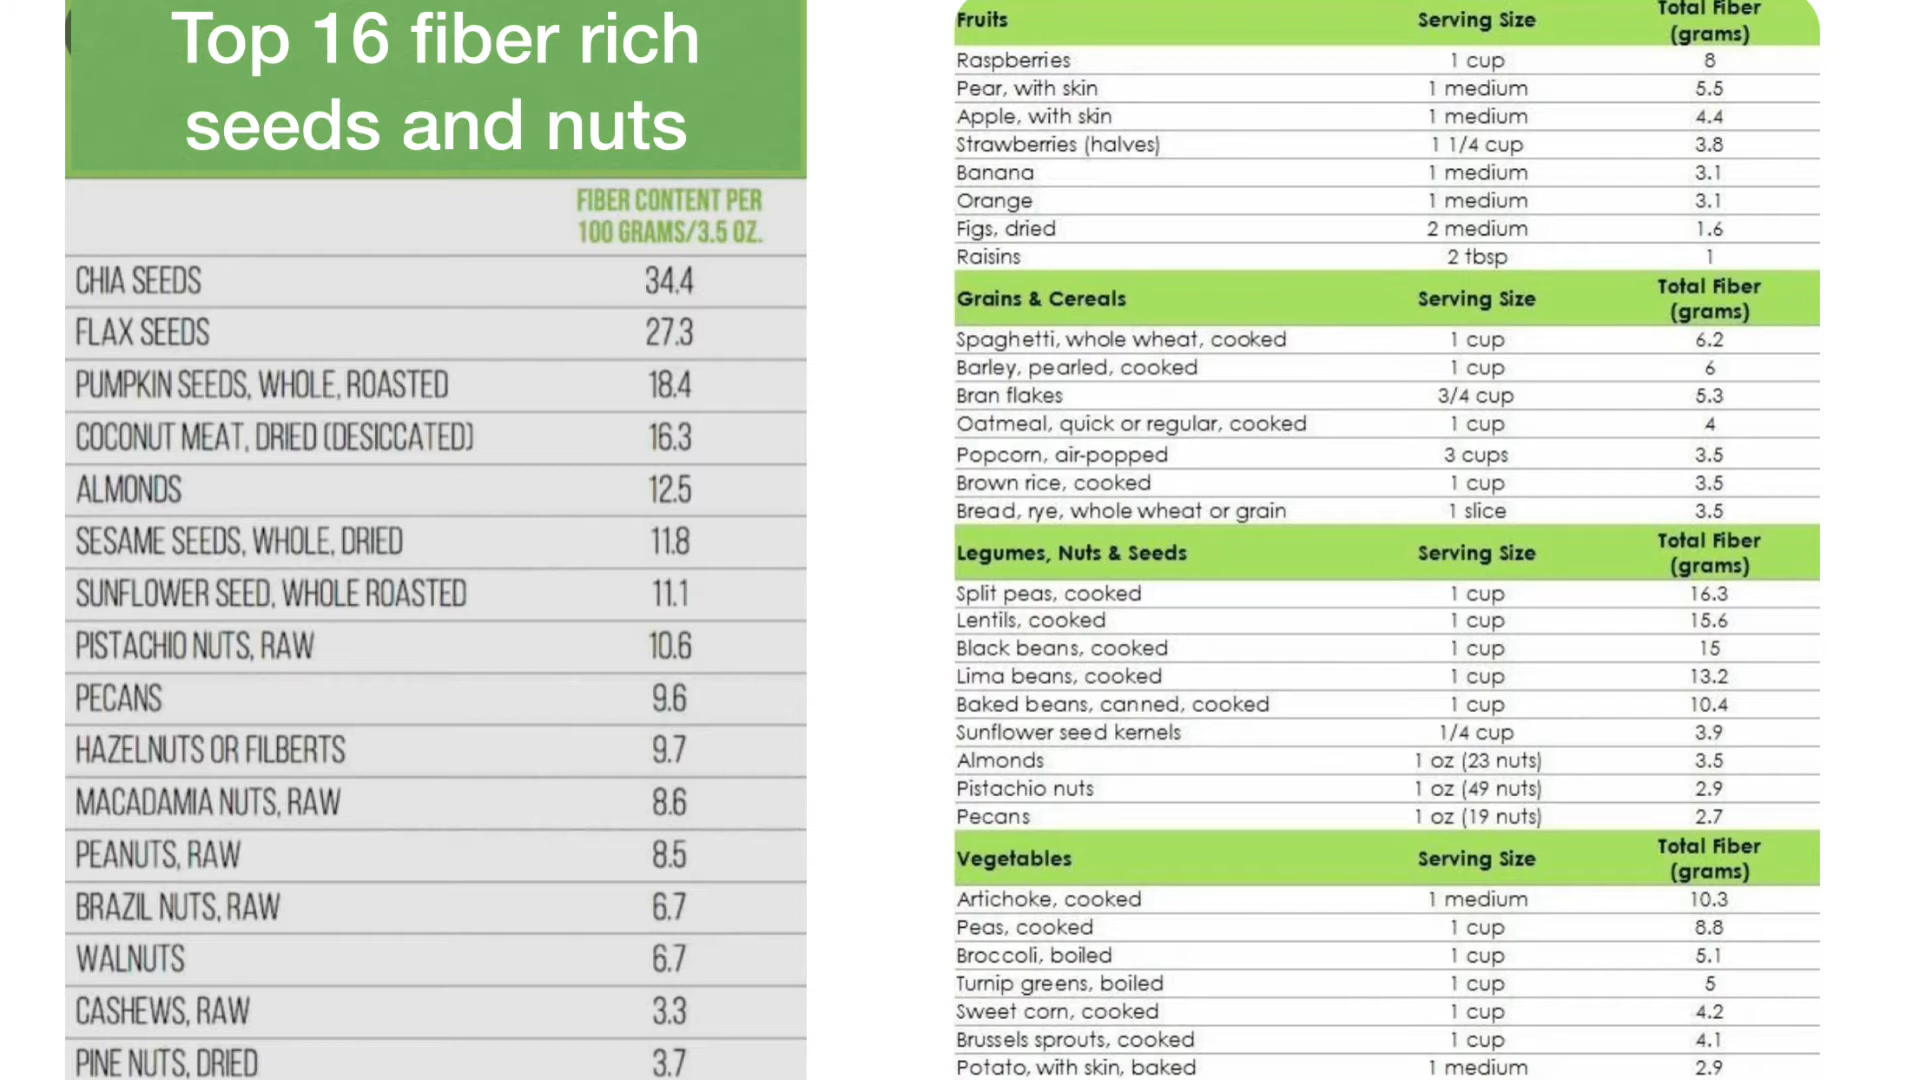 Top 16 fiber rich
seeds and nuts
FIBER CONTENT PER
100 GRAMS/3.5 OZ.
CHIA SEEDS 34.4
FLAX SEEDS 27.3
PUMPKIN SEEDS, WHOLE, ROASTED 18.4
COCONUT MEAT, DRIED (DESICCATED) 16.3
ALMONDS 12.5
SESAME SEEDS, WHOLE, DRIED 11.8
SUNFLOWER SEED, WHOLE ROASTED 11.1
PISTACHIO NUTS, RAW 10.6
PECANS 9.6
HAZELNUTS OR FILBERTS 9.7
MACADAMIA NUTS, RAW 8.6
PEANUTS, RAW 8.5
BRAZIL NUTS, RAW 6.7
WALNUTS 6.7
CASHEWS, RAW 3.3
PINE NUTS, DRIED 3.7
Fruits Serving Size Total Fiber
(grams)
Raspberries 1 cup 8
Pear, with skin 1 medium 5.5
Apple, with skin 1 medium 4.4
Strawberries (halves) 1 1/4 cup 3.8
Banana 1 medium 3.1
Orange 1 medium 3.1
Figs, dried 2 medium 1.6
Raisins 2 tbsp 1
Grains & Cereals Serving Size Total Fiber
(grams)
Spaghetti, whole wheat, cooked 1 cup 6.2
Barley, pearled, cooked 1 cup 6
Bran flakes 3/4 cup 5.3
Oatmeal, quick or regular, cooked 1 cup 4
Popcorn, air-popped 3 cups 3.5
Brown rice, cooked 1 cup 3.5
Bread, rye, whole wheat or grain 1 slice 3.5
Legumes, Nuts & Seeds Serving Size Total Fiber
(grams)
Split peas, cooked 1 cup 16.3
Lentils, cooked 1 cup 15.6
Black beans, cooked 1 cup 15
Lima beans, cooked 1 cup 13.2
Baked beans, canned, cooked 1 cup 10.4
Sunflower seed kernels 1/4 cup 3.9
Almonds 1 oz (23 nuts) 3.5
Pistachio nuts 1 oz (49 nuts) 2.9
Pecans 1 oz (19 nuts) 2.7
Vegetables Serving Size Total Fiber
(grams)
Artichoke, cooked 1 medium 10.3
Peas, cooked 1 cup 8.8
Broccoli, boiled 1 cup 5.1
Turnip greens, boiled 1 cup 5
Sweet corn, cooked 1 cup 4.2
Brussels sprouts, cooked 1 cup 4.1
Potato, with skin, baked 1 medium 2.9